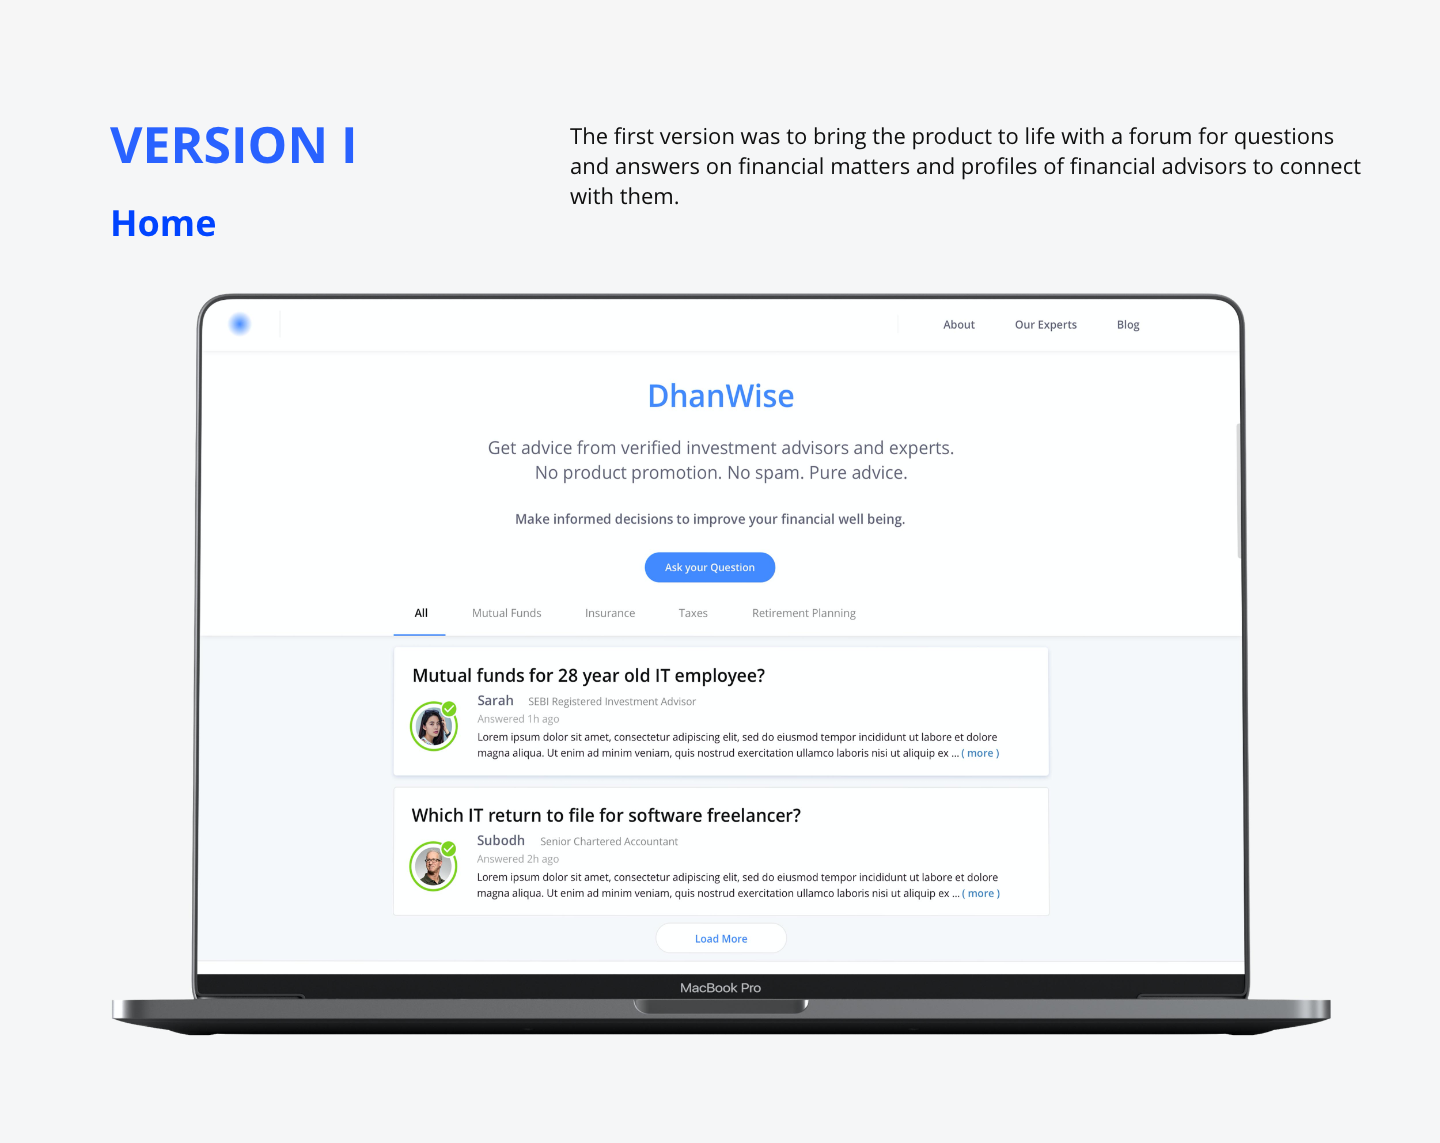 VERSION I
Home
The first version was to bring the product to life with a forum for questions
and answers on financial matters and profiles of financial advisors to connect
with them.
About
Our Experts
Blog
DhanWise
Get advice from verified investment advisors and experts.
No product promotion. No spam. Pure advice.
Make informed decisions to improve your financial well being.
Ask your Question
All
Mutual Funds
Insurance
Taxes
Retirement Planning
Mutual funds for 28 year old IT employee?
Sarah SEBI Registered Investment Advisor
Answered 1h ago
Lorem ipsum dolor sit amet, consectetur adipiscing elit, sed do eiusmod tempor incididunt ut labore et dolore
magna aliqua. Ut enim ad minim veniam, quis nostrud exercitation ullamco laboris nisi ut aliquip ex ... ( more )
Which IT return to file for software freelancer?
Subodh Senior Chartered Accountant
Answered 2h ago
Lorem ipsum dolor sit amet, consectetur adipiscing elit, sed do eiusmod tempor incididunt ut labore et dolore
magna aliqua. Ut enim ad minim veniam, quis nostrud exercitation ullamco laboris nisi ut aliquip ex ... ( more )
Load More
MacBook Pro